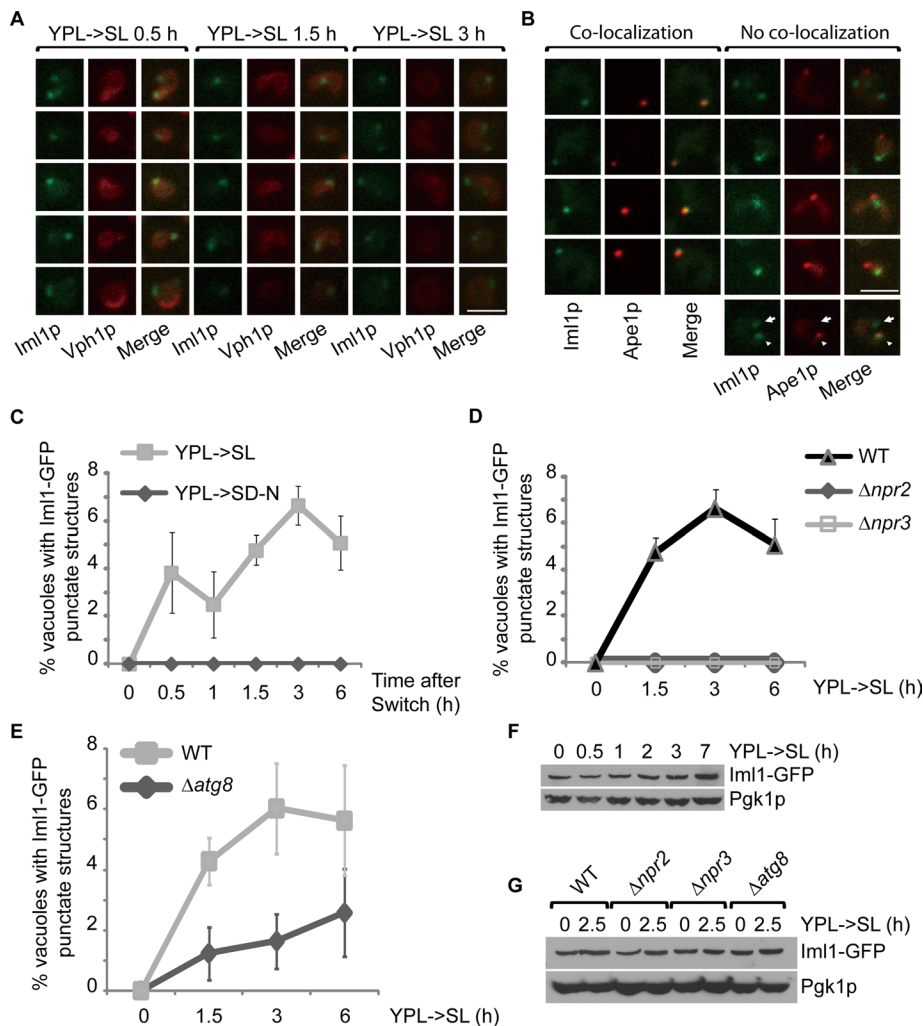 A
YPL->SL 0.5 h
YPL->SL 1.5 h
YPL->SL 3 h
Iml1p
Vph1p
Merge
Iml1p
Vph1p
Merge
Iml1p
Vph1p
Merge
B
Co-localization
No co-localization
Iml1p
Ape1p
Merge
Iml1p
Ape1p
Merge
C
% vacuoles with Iml1-GFP
punctate structures
8
6
4
2
0
YPL->SL
YPL->SD-N
0
0.5
1
1.5
3
6
Time after
Switch (h)
D
% vacuoles with Iml1-GFP
punctate structures
8
6
4
2
0
WT
Δnpr2
Δnpr3
0
1.5
3
6
YPL->SL (h)
E
% vacuoles with Iml1-GFP
punctate structures
8
6
4
2
0
WT
Δatg8
0
1.5
3
6
YPL->SL (h)
F
0 0.5 1 2 3 7 YPL->SL (h)
Iml1-GFP
Pgk1p
G
WT
Δnpr2
Δnpr3
Δatg8
0 2.5 0 2.5 0 2.5 0 2.5 YPL->SL (h)
Iml1-GFP
Pgk1p